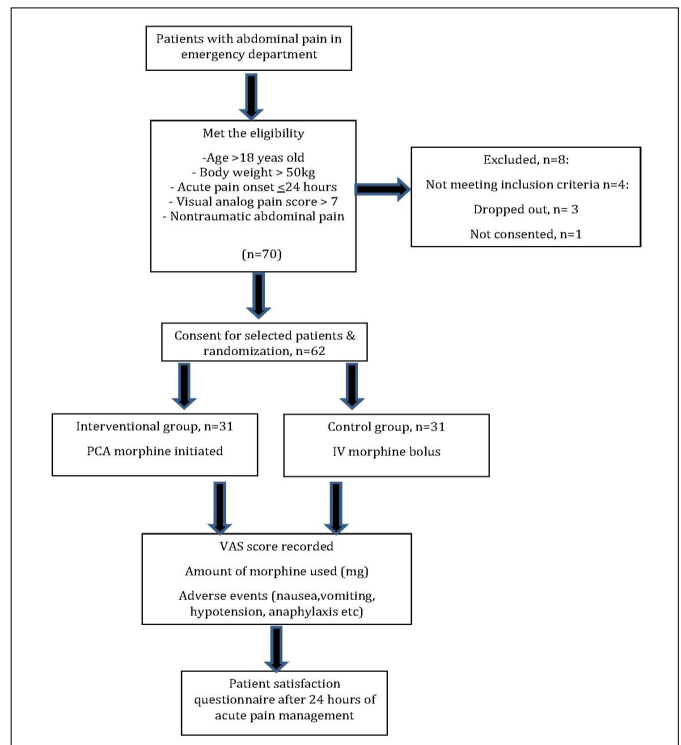 Patients with abdominal pain in
emergency department
Met the eligibility
-Age >18 yeas old
- Body weight > 50kg
- Acute pain onset ≤24 hours
- Visual analog pain score > 7
- Nontraumatic abdominal pain
(n=70)
Excluded, n=8:
Not meeting inclusion criteria n=4:
Dropped out, n= 3
Not consented, n=1
Consent for selected patients &
randomization, n=62
Interventional group, n=31
PCA morphine initiated
Control group, n=31
IV morphine bolus
VAS score recorded
Amount of morphine used (mg)
Adverse events (nausea,vomiting,
hypotension, anaphylaxis etc)
Patient satisfaction
questionnaire after 24 hours of
acute pain management